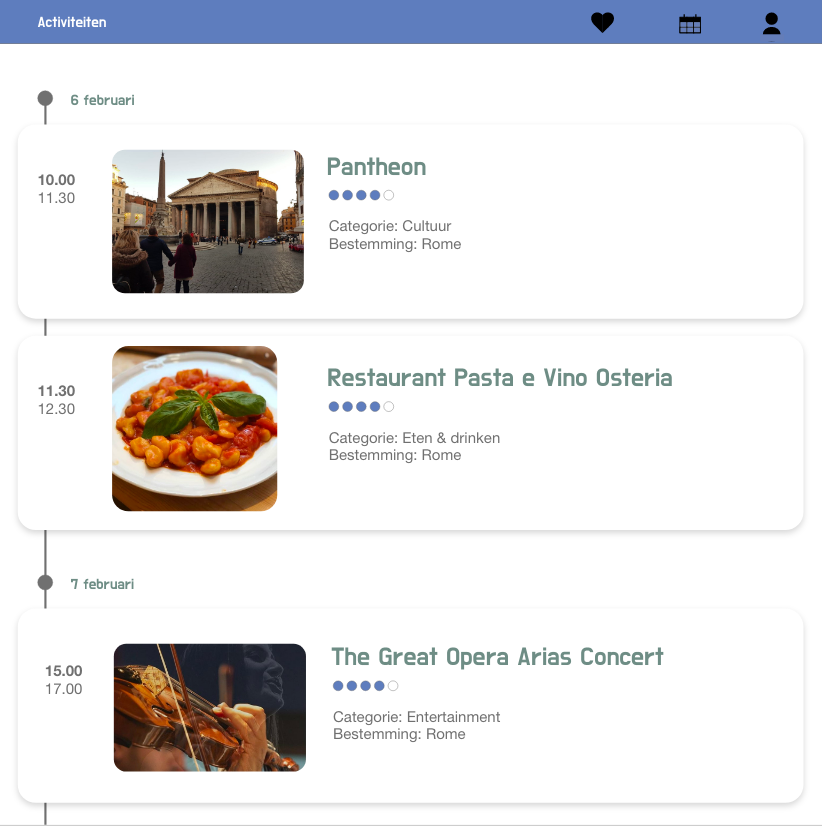 Activiteiten
6 februari
10.00
11.30
Pantheon
Categorie: Cultuur
Bestemming: Rome
11.30
12.30
Restaurant Pasta e Vino Osteria
Categorie: Eten & drinken
Bestemming: Rome
7 februari
15.00
17.00
The Great Opera Arias Concert
Categorie: Entertainment
Bestemming: Rome